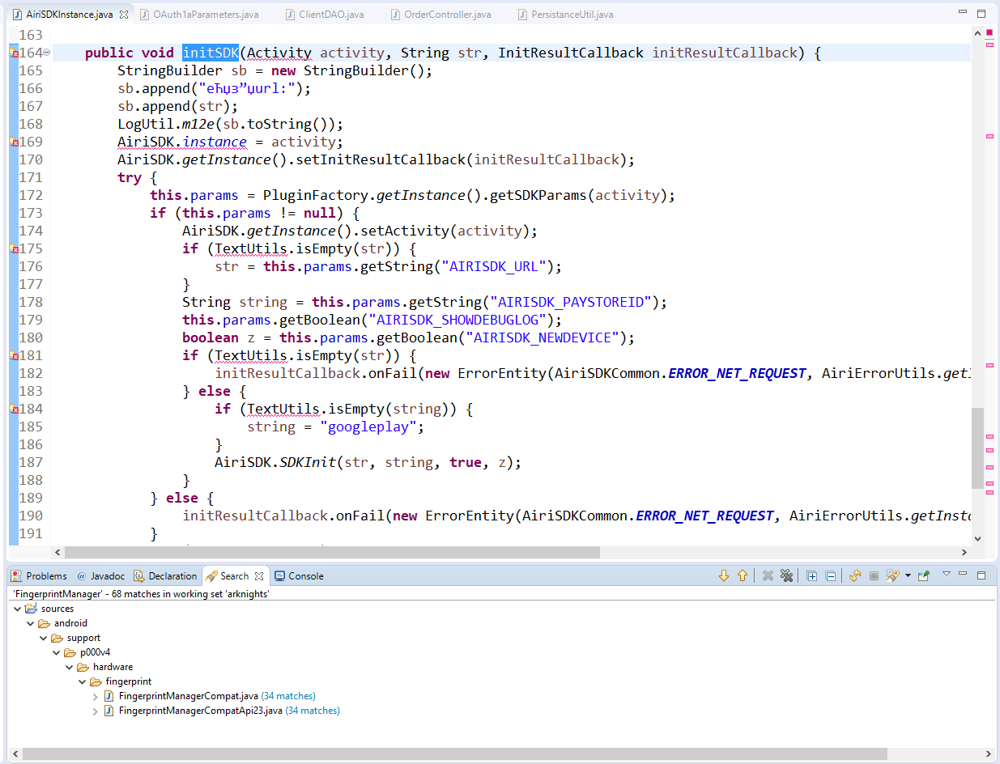 AiriSDKInstance.java OAuth1aParameters.java ClientDAO.java OrderController.java PersistanceUtil.java
163
164 public void initSDK(Activity activity, String str, InitResultCallback initResultCallback) {
165 StringBuilder sb = new StringBuilder();
166 sb.append("eЋџз”џurl:");
167 sb.append(str);
168 LogUtil.m12e(sb.toString());
169 AiriSDK.instance = activity;
170 AiriSDK.getInstance().setInitResultCallback(initResultCallback);
171 try {
172 this.params = PluginFactory.getInstance().getSDKParams(activity);
173 if (this.params != null) {
174 AiriSDK.getInstance().setActivity(activity);
175 if (TextUtils.isEmpty(str)) {
176 str = this.params.getString("AIRISDK_URL");
177 }
178 String string = this.params.getString("AIRISDK_PAYSTOREID");
179 this.params.getBoolean("AIRISDK_SHOWDEBUGLOG");
180 boolean z = this.params.getBoolean("AIRISDK_NEWDEVICE");
181 if (TextUtils.isEmpty(str)) {
182 initResultCallback.onFail(new ErrorEntity(AiriSDKCommon.ERROR_NET_REQUEST, AiriErrorUtils.getI
183 } else {
184 if (TextUtils.isEmpty(string)) {
185 string = "googleplay";
186 }
187 AiriSDK.SDKInit(str, string, true, z);
188 }
189 } else {
190 initResultCallback.onFail(new ErrorEntity(AiriSDKCommon.ERROR_NET_REQUEST, AiriErrorUtils.getInsta
191 }
Problems @ Javadoc Declaration Search Console
'FingerprintManager' - 68 matches in working set 'arknights'
sources
android
support
p000v4
hardware
fingerprint
FingerprintManagerCompat.java (34 matches)
FingerprintManagerCompatApi23.java (34 matches)